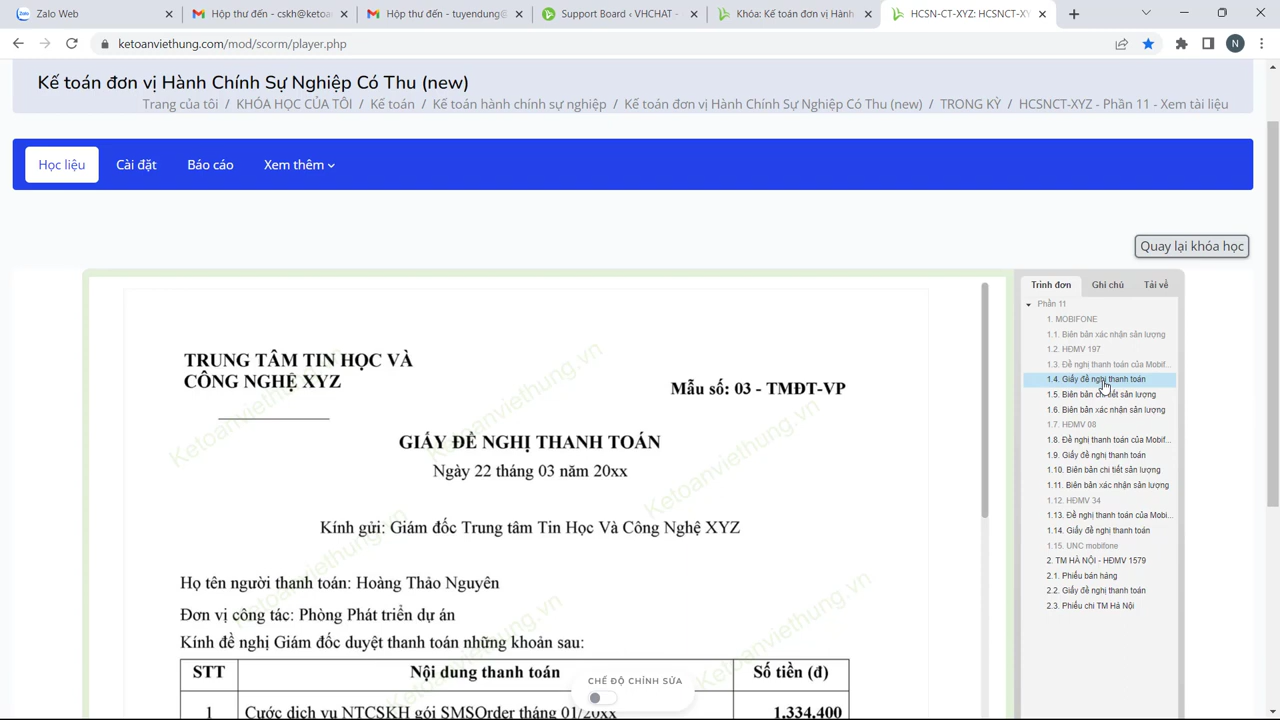 Zalo Web
Hộp thư đến - cskh@ketoa
Hộp thư đến - tuyendung@
Support Board ‹ VHCHAT -
Khóa: Kế toán đơn vị Hành
HCSN-CT-XYZ: HCSNCT-XY
ketoanviethung.com/mod/scorm/player.php
N
Kế toán đơn vị Hành Chính Sự Nghiệp Có Thu (new)
Trang của tôi / KHÓA HỌC CỦA TÔI / Kế toán / Kế toán hành chính sự nghiệp / Kế toán đơn vị Hành Chính Sự Nghiệp Có Thu (new) / TRONG KỲ / HCSNCT-XYZ - Phần 11 - Xem tài liệu
Học liệu Cài đặt Báo cáo Xem thêm
Quay lại khóa học
TRUNG TÂM TIN HỌC VÀ
CÔNG NGHỆ XYZ
Mẫu số: 03 - TMĐT-VP
GIẤY ĐỀ NGHỊ THANH TOÁN
Ngày 22 tháng 03 năm 20xx
Kính gửi: Giám đốc Trung tâm Tin Học Và Công Nghệ XYZ
Họ tên người thanh toán: Hoàng Thảo Nguyên
Đơn vị công tác: Phòng Phát triển dự án
Kính đề nghị Giám đốc duyệt thanh toán những khoản sau:
STT Nội dung thanh toán Số tiền (đ)
1 Cước dịch vụ NTCSKH gói SMSOrder tháng 01/20xx 1.334.400
Ketoanviethung.vn
Ketoanviethung.vn
Ketoanviethung.vn
Ketoanviethung.vn
Ketoanviethung.vn
Ketoanviethung.vn
CHẾ ĐỘ CHỈNH SỬA
Trình đơn Ghi chú Tải về
Phần 11
1. MOBIFONE
1.1. Biên bản xác nhận sản lượng
1.2. HĐMV 197
1.3. Đề nghị thanh toán của Mobif...
1.4. Giấy đề nghị thanh toán
1.5. Biên bản chi tiết sản lượng
1.6. Biên bản xác nhận sản lượng
1.7. HĐMV 08
1.8. Đề nghị thanh toán của Mobif...
1.9. Giấy đề nghị thanh toán
1.10. Biên bản chi tiết sản lượng
1.11. Biên bản xác nhận sản lượng
1.12. HĐMV 34
1.13. Đề nghị thanh toán của Mobi...
1.14. Giấy đề nghị thanh toán
1.15. UNC mobifone
2. TM HÀ NỘI - HĐMV 1579
2.1. Phiếu bán hàng
2.2. Giấy đề nghị thanh toán
2.3. Phiếu chi TM Hà Nội